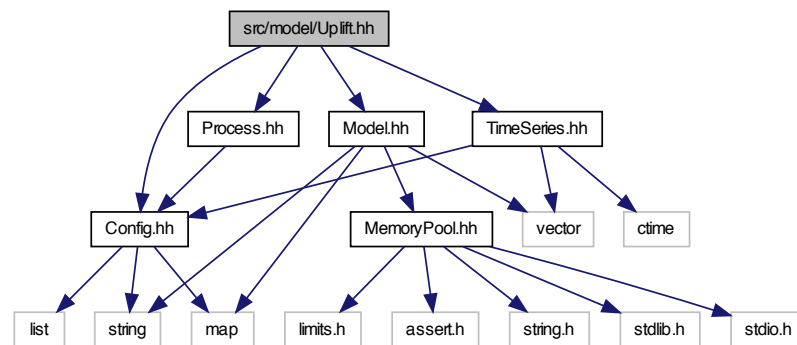 src/model/Uplift.hh
Process.hh
Model.hh
TimeSeries.hh
Config.hh
MemoryPool.hh
vector
ctime
list
string
map
limits.h
assert.h
string.h
stdlib.h
stdio.h